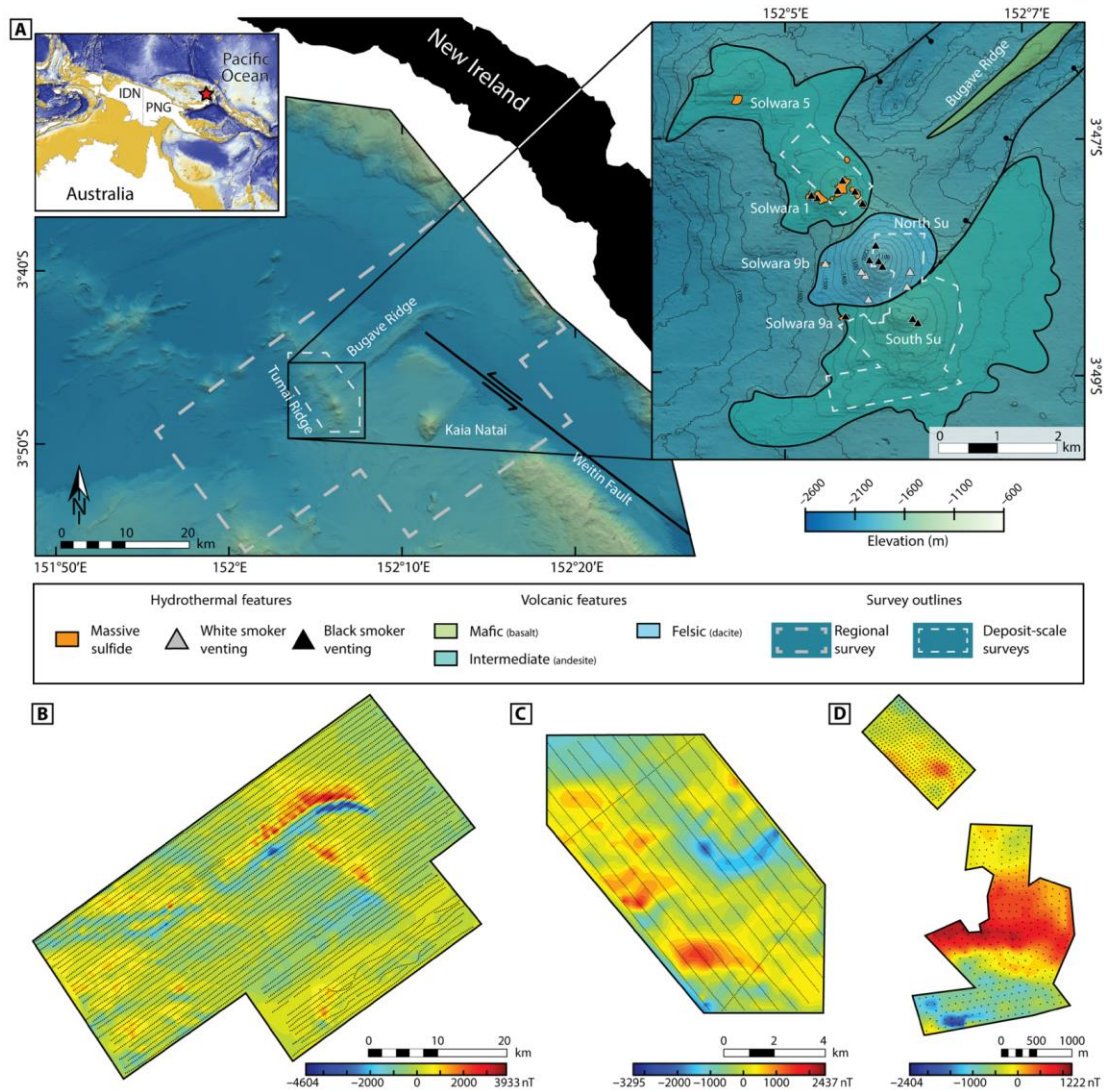 A
IDN
PNG
Pacific
Ocean
Australia
New Ireland
152°5'E
152°7'E
Bugave Ridge
Solwara 5
3°47'S
Solwara 1
North Su
Solwara 9b
Solwara 9a
South Su
3°49'S
0 1 2
km
3°40'S
3°50'S
Bugave Ridge
Tumai Ridge
Kaia Natai
Weitin Fault
N
0 10 20
km
151°50'E
152°E
152°10'E
152°20'E
-2600
-2100
-1600
-1100
-600
Elevation (m)
Hydrothermal features
Massive
sulfide
White smoker
venting
Black smoker
venting
Volcanic features
Mafic (basalt)
Intermediate (andesite)
Felsic (dacite)
Survey outlines
Regional
survey
Deposit-scale
surveys
B
0 10 20
km
-4604 -2000 0 2000 3933 nT
C
0 2 4
km
-3295 -2000 -1000 0 1000 2437 nT
D
0 500 1000
m
-2404 -1000 0 1000 2122 nT